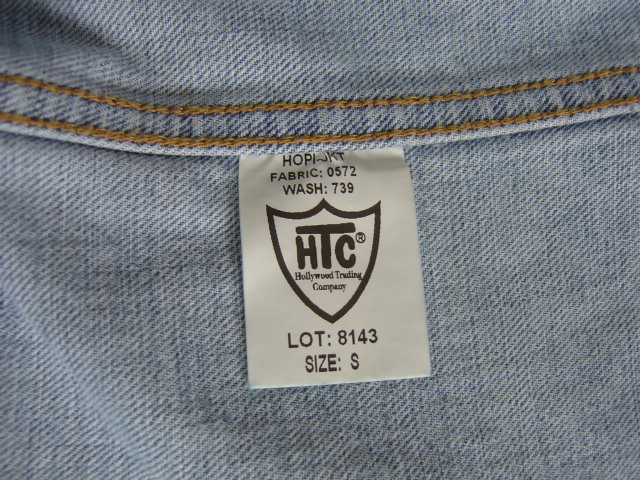 HOPI-JKT
FABRIC: 0572
WASH: 739
HTC®
Hollywood Trading
Company
LOT: 8143
SIZE: S